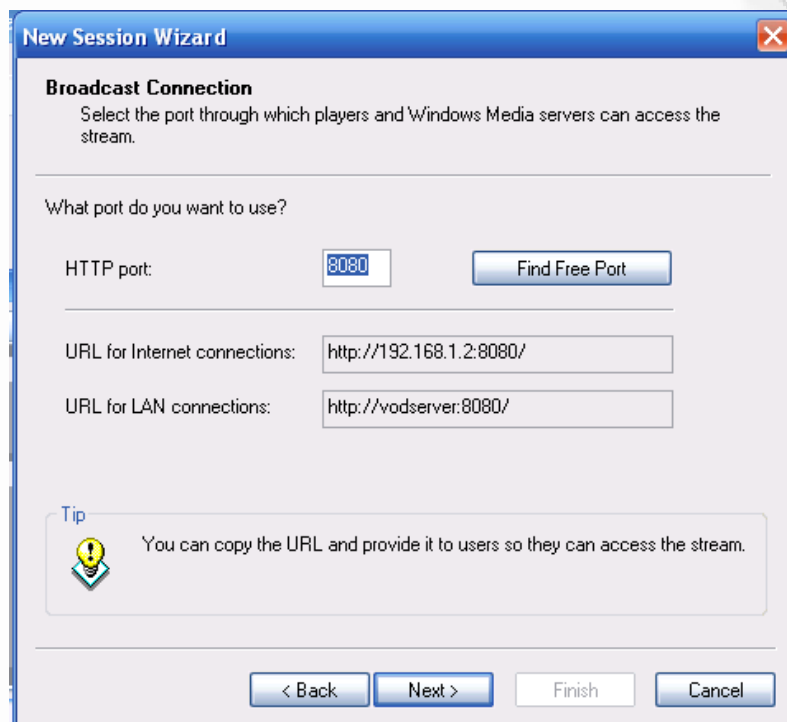 New Session Wizard
Broadcast Connection
Select the port through which players and Windows Media servers can access the
stream.
What port do you want to use?
HTTP port:
8080
Find Free Port
URL for Internet connections:
http://192.168.1.2:8080/
URL for LAN connections:
http://vodserver:8080/
Tip
You can copy the URL and provide it to users so they can access the stream.
< Back
Next >
Finish
Cancel